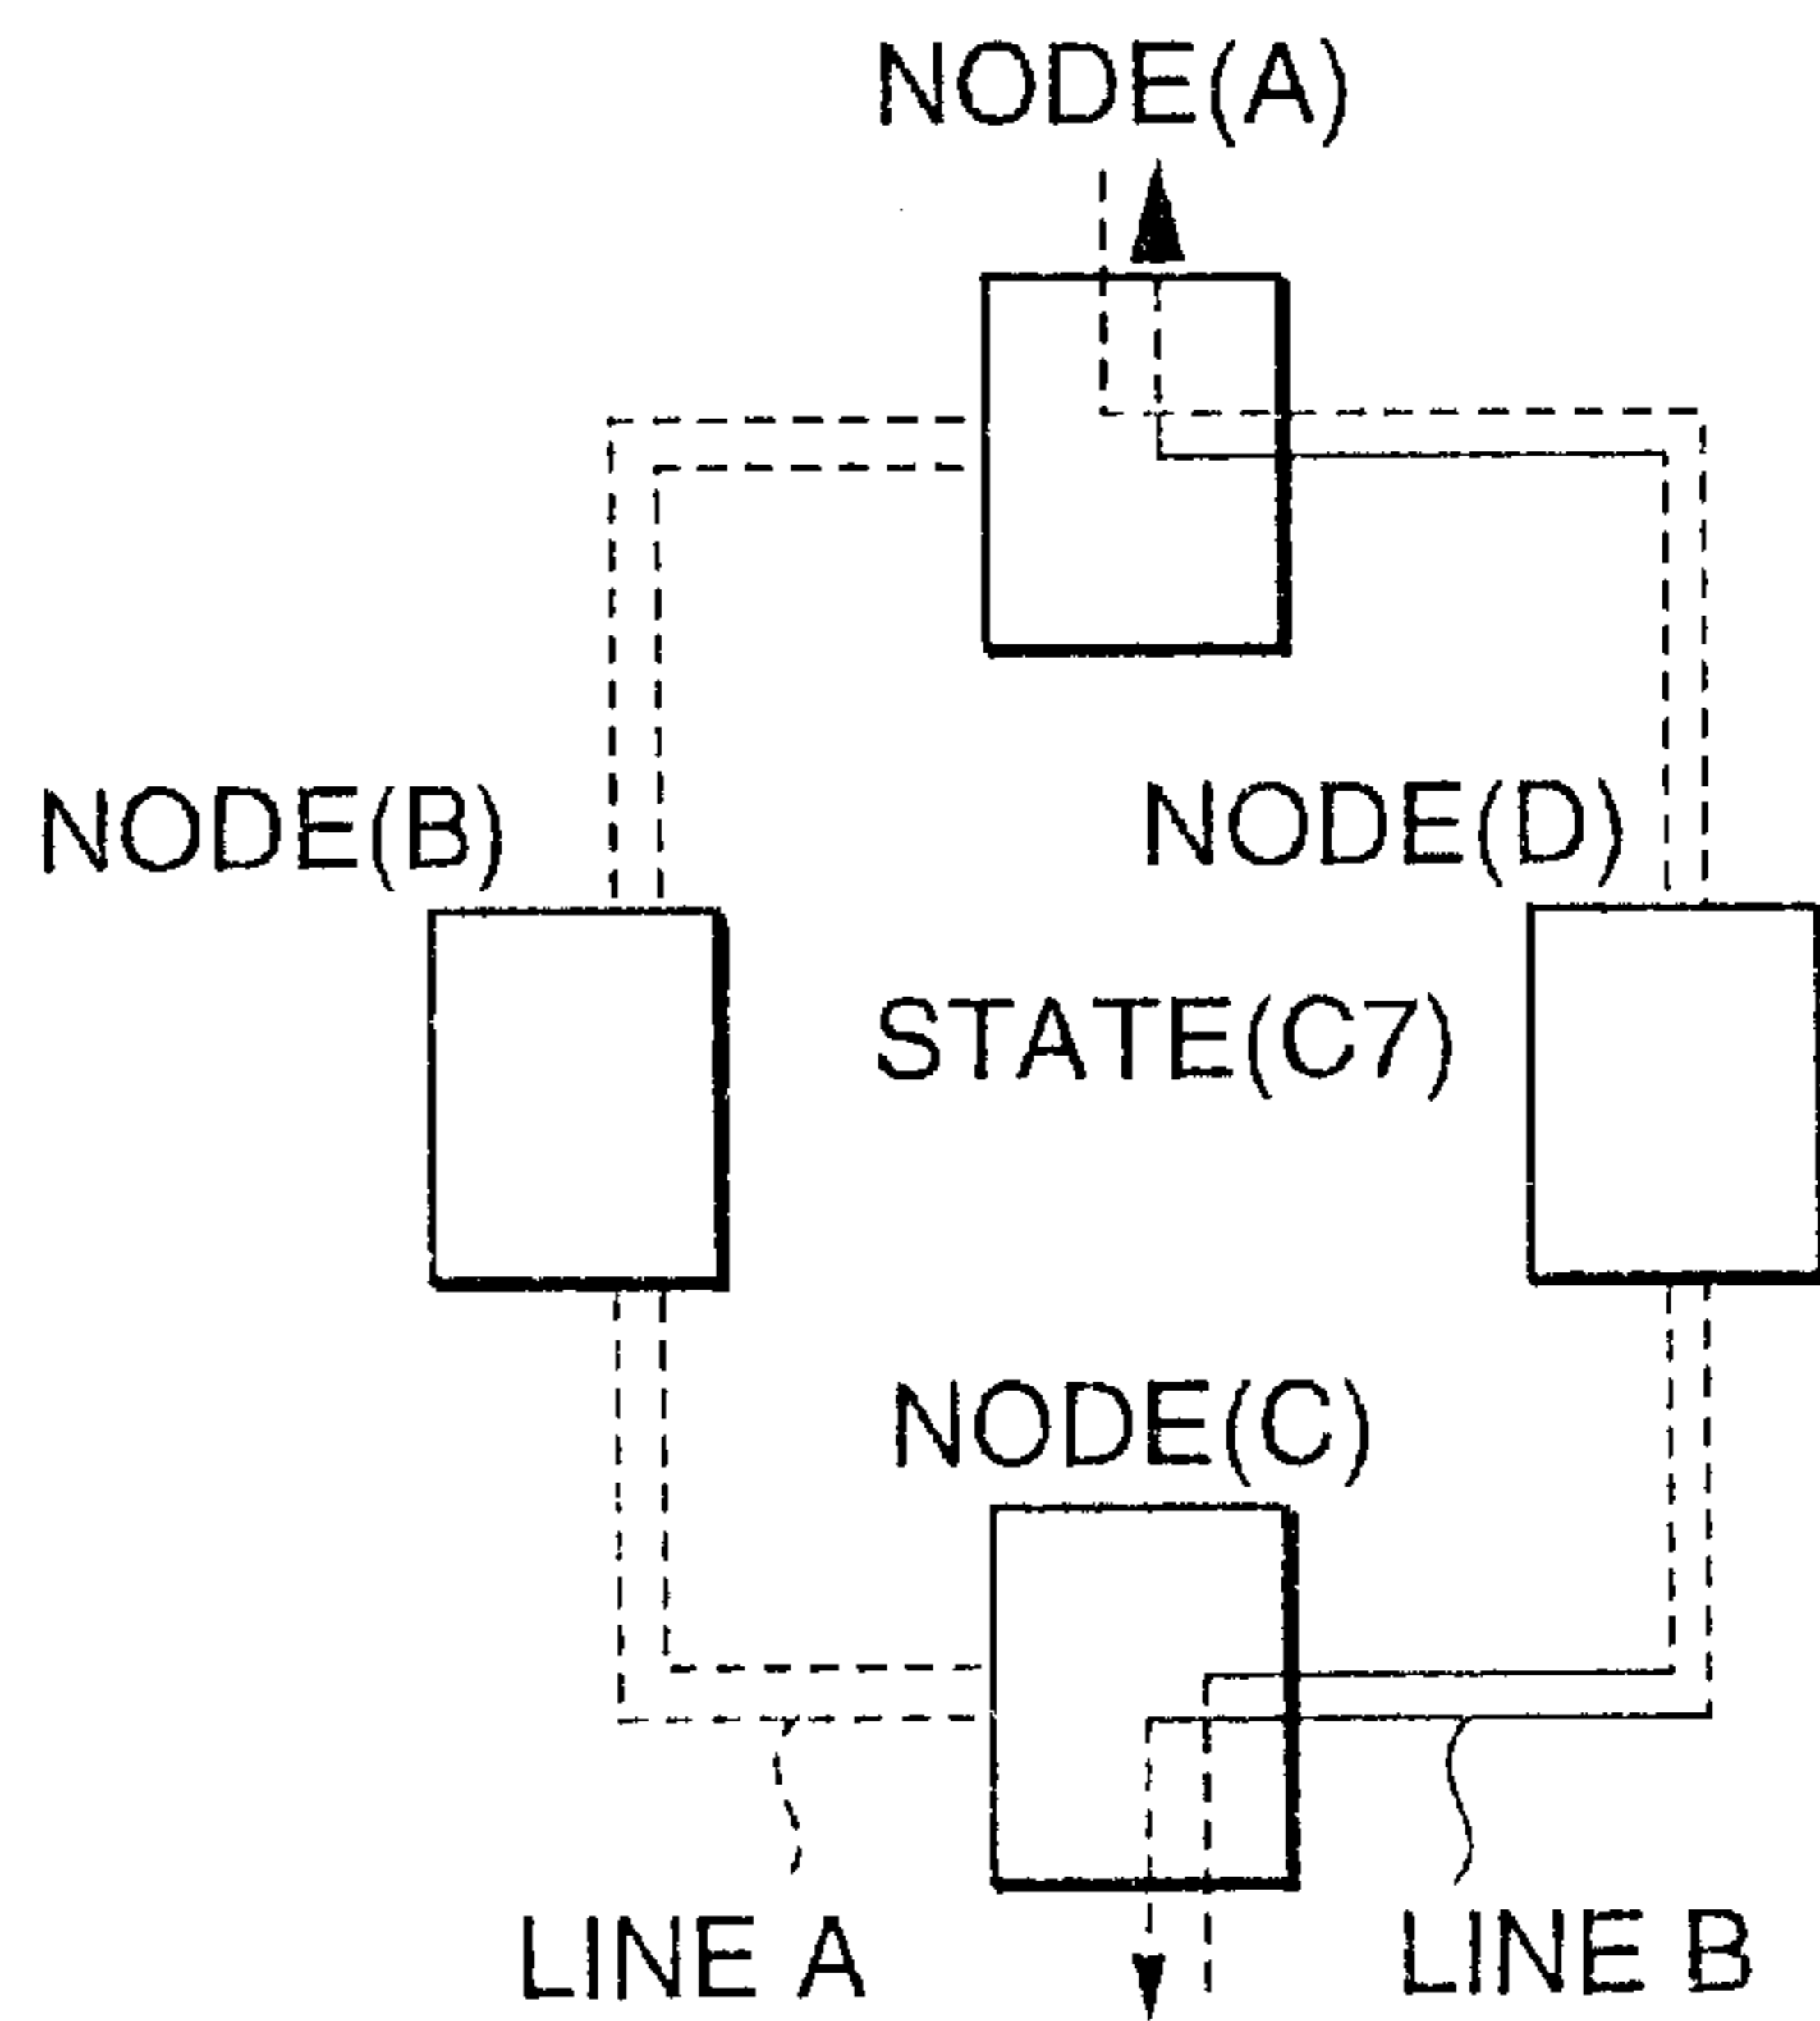 NODE(A)
NODE(B)
NODE(D)
STATE(C7)
NODE(C)
LINE A
LINE B